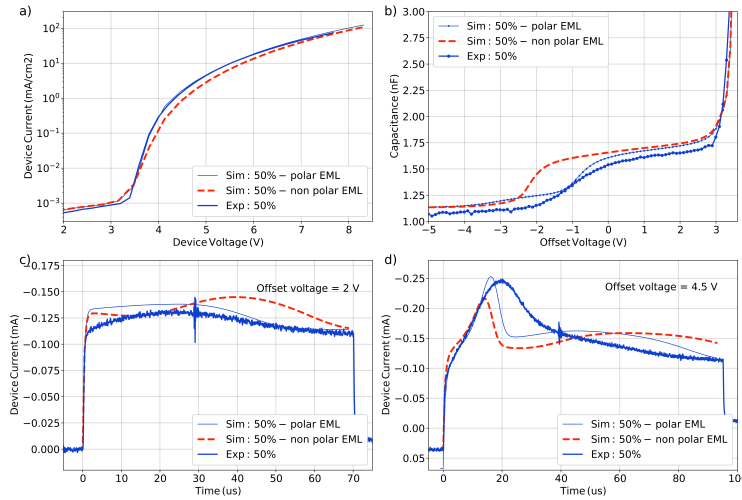 a)
Device Current (mA/cm2)
10²
10¹
10⁰
10⁻¹
10⁻²
10⁻³
2 3 4 5 6 7 8
Device Voltage (V)
Sim: 50% − polar EML
Sim: 50% − non polar EML
Exp: 50%
b)
Capacitance (nF)
3.00
2.75
2.50
2.25
2.00
1.75
1.50
1.25
1.00
−5 −4 −3 −2 −1 0 1 2 3
Offset Voltage (V)
Sim: 50% − polar EML
Sim: 50% − non polar EML
Exp: 50%
c)
Device Current (mA)
−0.175
−0.150
−0.125
−0.100
−0.075
−0.050
−0.025
0.000
0 10 20 30 40 50 60 70
Time (us)
Offset voltage = 2 V
Sim: 50% − polar EML
Sim: 50% − non polar EML
Exp: 50%
d)
Device Current (mA)
−0.25
−0.20
−0.15
−0.10
−0.05
0.00
0.05
0 20 40 60 80 100
Time (us)
Offset voltage = 4.5 V
Sim: 50% − polar EML
Sim: 50% − non polar EML
Exp: 50%